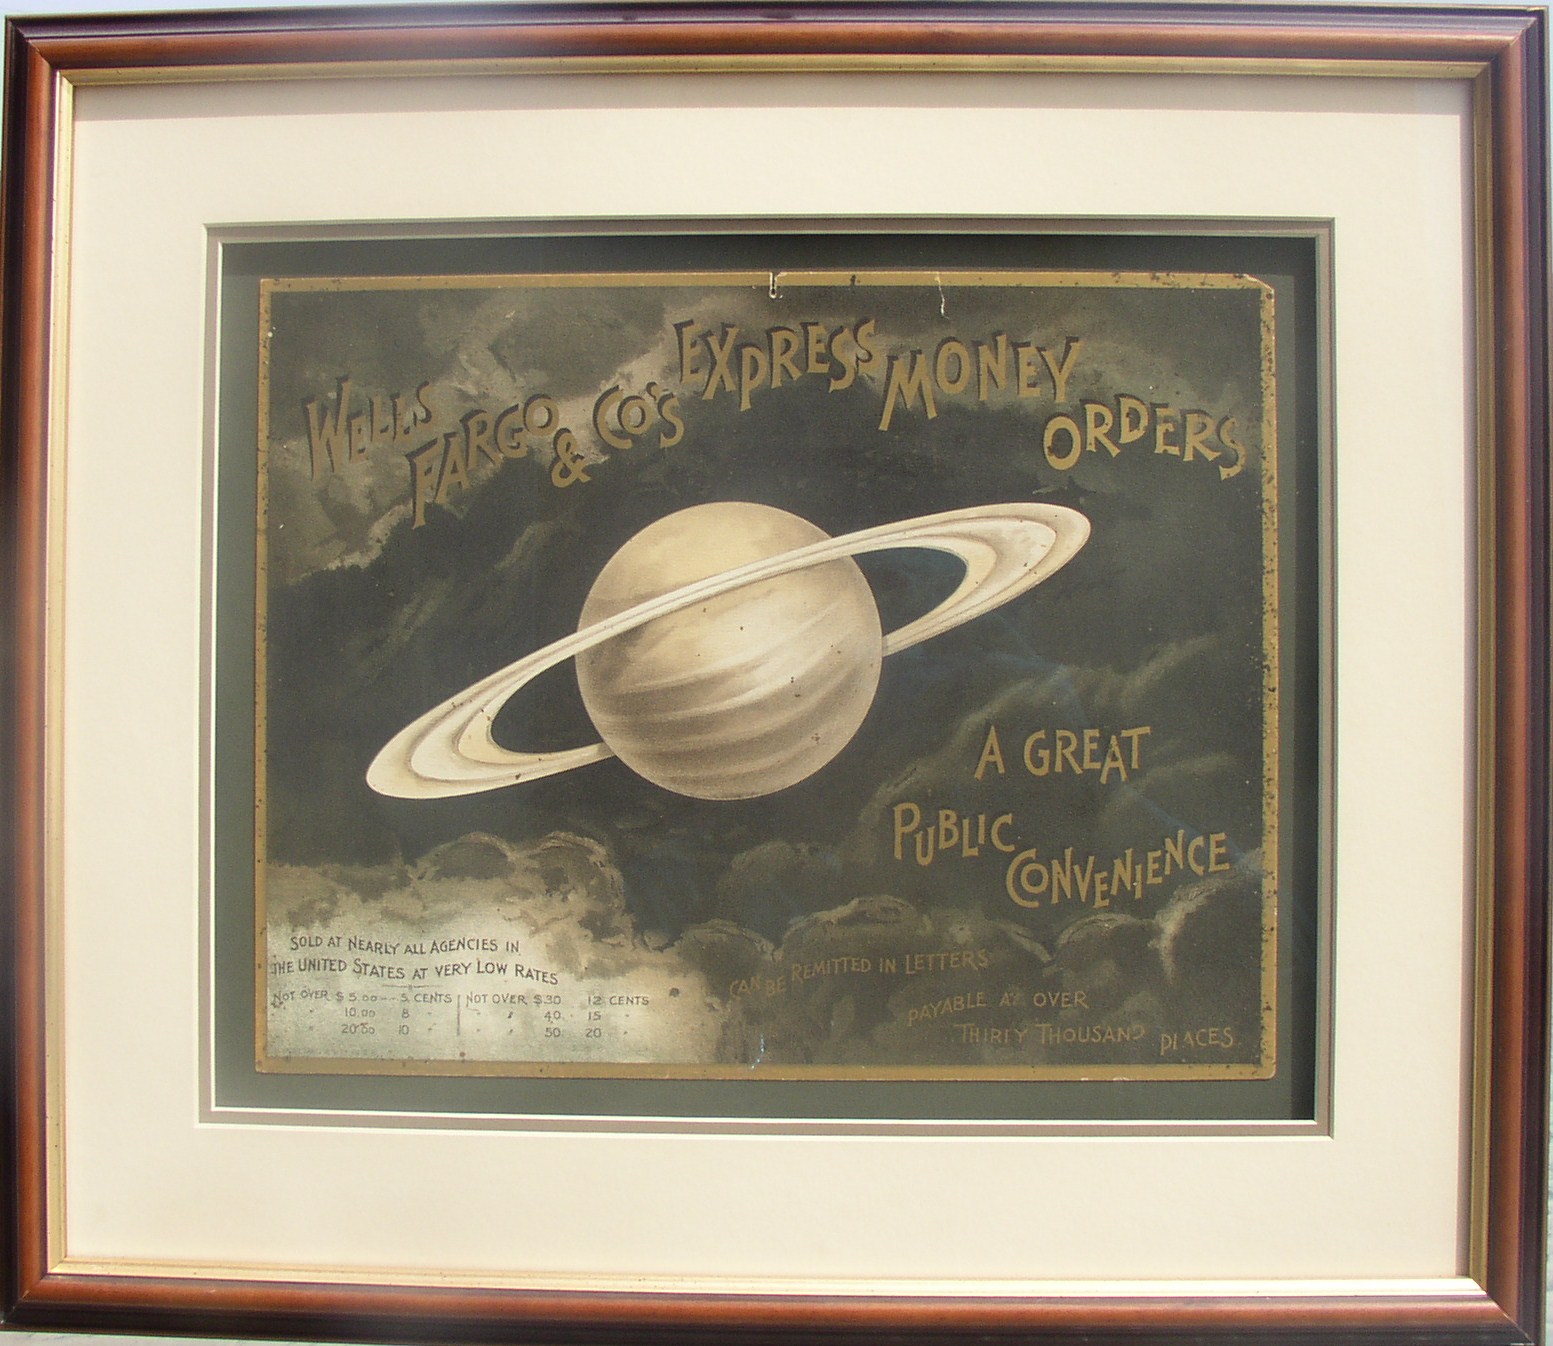 WELLS FARGO & CO'S EXPRESS MONEY ORDERS
A GREAT
PUBLIC
CONVENIENCE
SOLD AT NEARLY ALL AGENCIES IN
THE UNITED STATES AT VERY LOW RATES
NOT OVER $5.00 -- 5 CENTS | NOT OVER $30 12 CENTS
" 10.00 8 " " " 40. 15 "
" 20.00 10 " " " 50. 20 "
CAN BE REMITTED IN LETTERS
PAYABLE AT OVER
THIRTY THOUSAND PLACES.